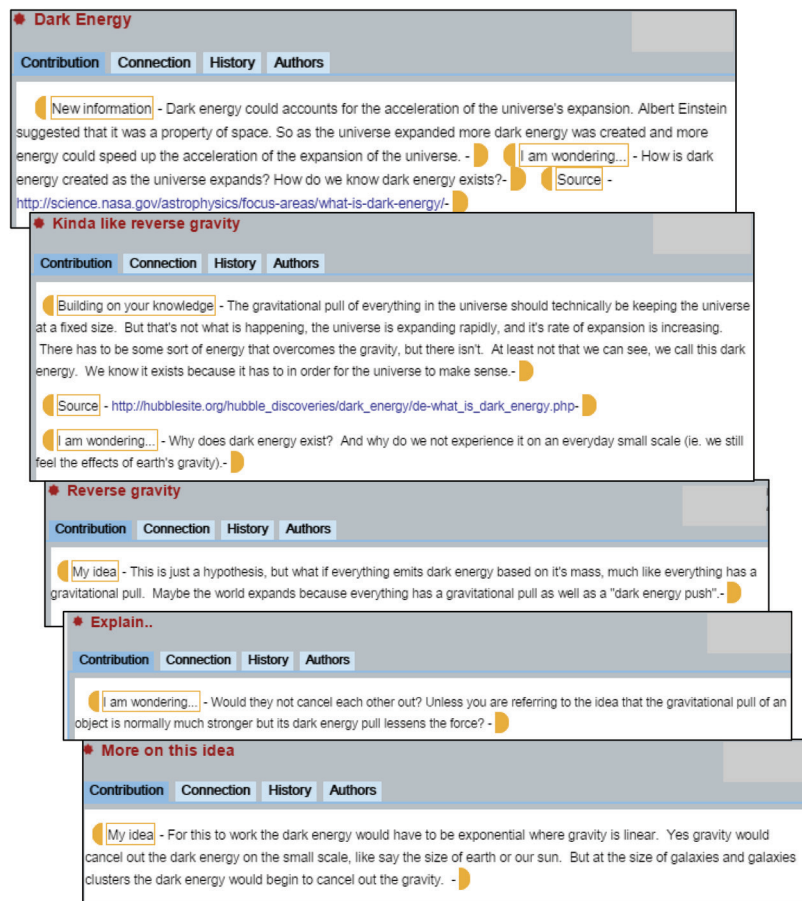 Dark Energy
Contribution Connection History Authors
New information - Dark energy could accounts for the acceleration of the universe's expansion. Albert Einstein
suggested that it was a property of space. So as the universe expanded more dark energy was created and more
energy could speed up the acceleration of the expansion of the universe. - I am wondering... - How is dark
energy created as the universe expands? How do we know dark energy exists?- Source -
http://science.nasa.gov/astrophysics/focus-areas/what-is-dark-energy/-
Kinda like reverse gravity
Contribution Connection History Authors
Building on your knowledge - The gravitational pull of everything in the universe should technically be keeping the universe
at a fixed size. But that's not what is happening, the universe is expanding rapidly, and it's rate of expansion is increasing.
There has to be some sort of energy that overcomes the gravity, but there isn't. At least not that we can see, we call this dark
energy. We know it exists because it has to in order for the universe to make sense.-
Source - http://hubblesite.org/hubble_discoveries/dark_energy/de-what_is_dark_energy.php-
I am wondering... - Why does dark energy exist? And why do we not experience it on an everyday small scale (ie. we still
feel the effects of earth's gravity).-
Reverse gravity
Contribution Connection History Authors
My idea - This is just a hypothesis, but what if everything emits dark energy based on it's mass, much like everything has a
gravitational pull. Maybe the world expands because everything has a gravitational pull as well as a "dark energy push".-
Explain..
Contribution Connection History Authors
I am wondering... - Would they not cancel each other out? Unless you are referring to the idea that the gravitational pull of an
object is normally much stronger but its dark energy pull lessens the force? -
More on this idea
Contribution Connection History Authors
My idea - For this to work the dark energy would have to be exponential where gravity is linear. Yes gravity would
cancel out the dark energy on the small scale, like say the size of earth or our sun. But at the size of galaxies and galaxies
clusters the dark energy would begin to cancel out the gravity. -